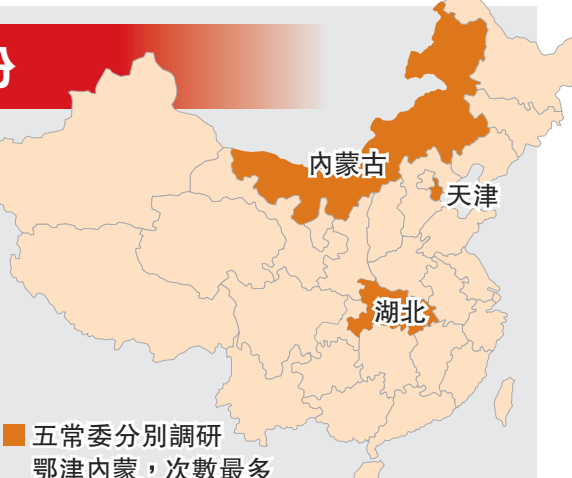 份
內蒙古
天津
湖北
五常委分別調研
鄂津內蒙，次數最多